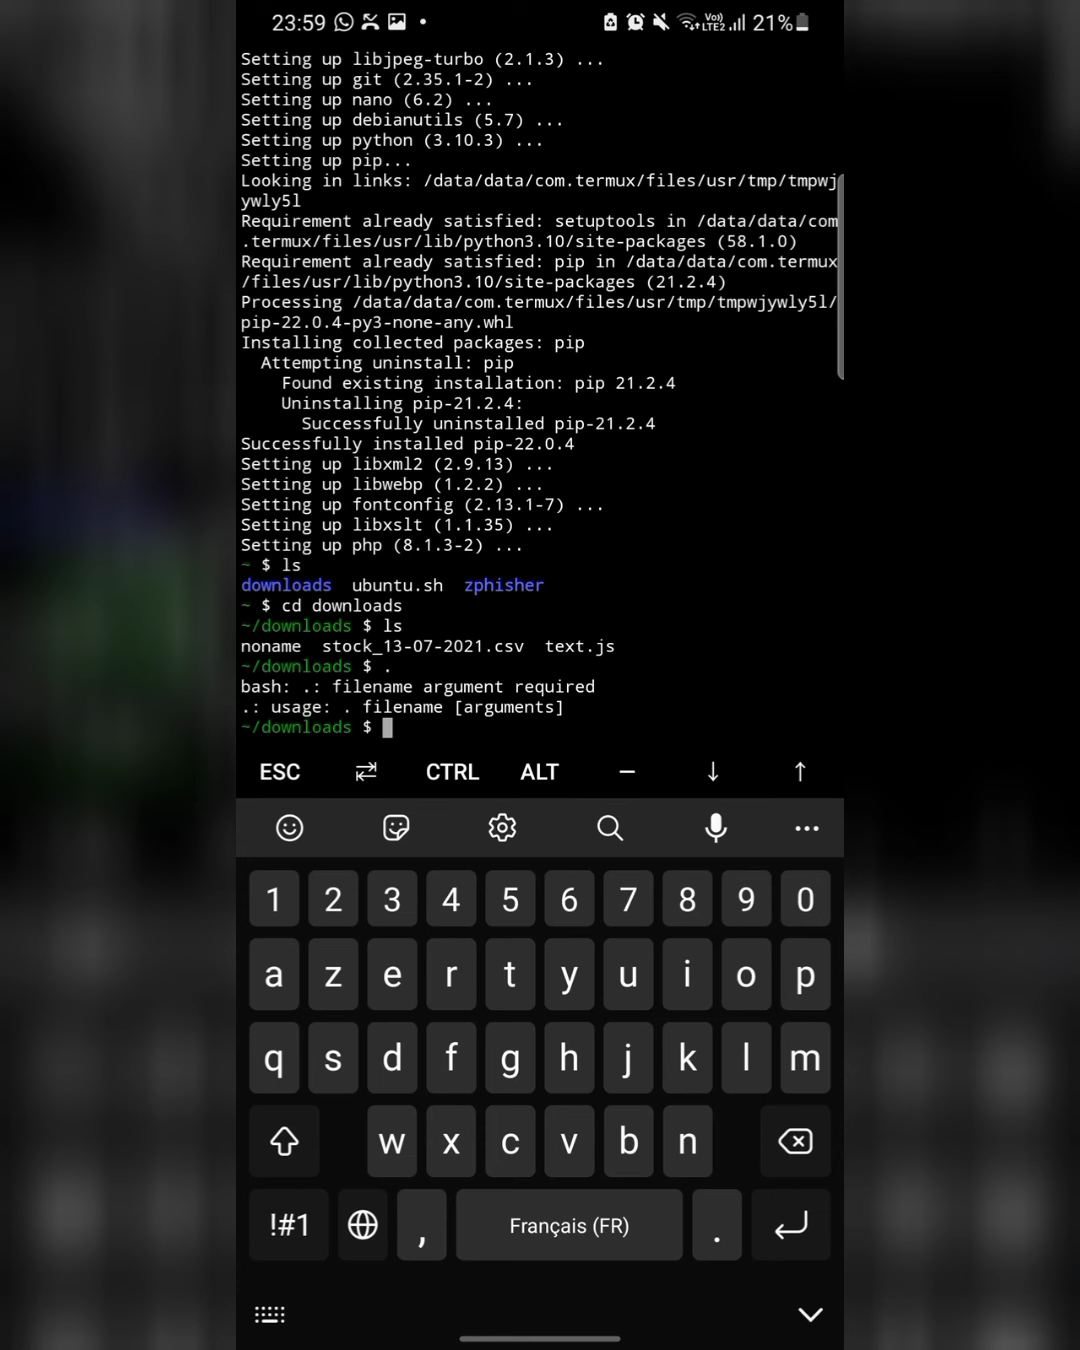 23:59 Vo)) LTE2 21%
Setting up libjpeg-turbo (2.1.3) ...
Setting up git (2.35.1-2) ...
Setting up nano (6.2) ...
Setting up debianutils (5.7) ...
Setting up python (3.10.3) ...
Setting up pip...
Looking in links: /data/data/com.termux/files/usr/tmp/tmpwj
ywly5l
Requirement already satisfied: setuptools in /data/data/com
.termux/files/usr/lib/python3.10/site-packages (58.1.0)
Requirement already satisfied: pip in /data/data/com.termux
/files/usr/lib/python3.10/site-packages (21.2.4)
Processing /data/data/com.termux/files/usr/tmp/tmpwjywly5l/
pip-22.0.4-py3-none-any.whl
Installing collected packages: pip
  Attempting uninstall: pip
    Found existing installation: pip 21.2.4
    Uninstalling pip-21.2.4:
      Successfully uninstalled pip-21.2.4
Successfully installed pip-22.0.4
Setting up libxml2 (2.9.13) ...
Setting up libwebp (1.2.2) ...
Setting up fontconfig (2.13.1-7) ...
Setting up libxslt (1.1.35) ...
Setting up php (8.1.3-2) ...
~ $ ls
downloads  ubuntu.sh  zphisher
~ $ cd downloads
~/downloads $ ls
noname  stock_13-07-2021.csv  text.js
~/downloads $ .
bash: .: filename argument required
.: usage: . filename [arguments]
~/downloads $
ESC ⇄ CTRL ALT — ↓ ↑
1 2 3 4 5 6 7 8 9 0
a z e r t y u i o p
q s d f g h j k l m
w x c v b n
!#1 , Français (FR) .